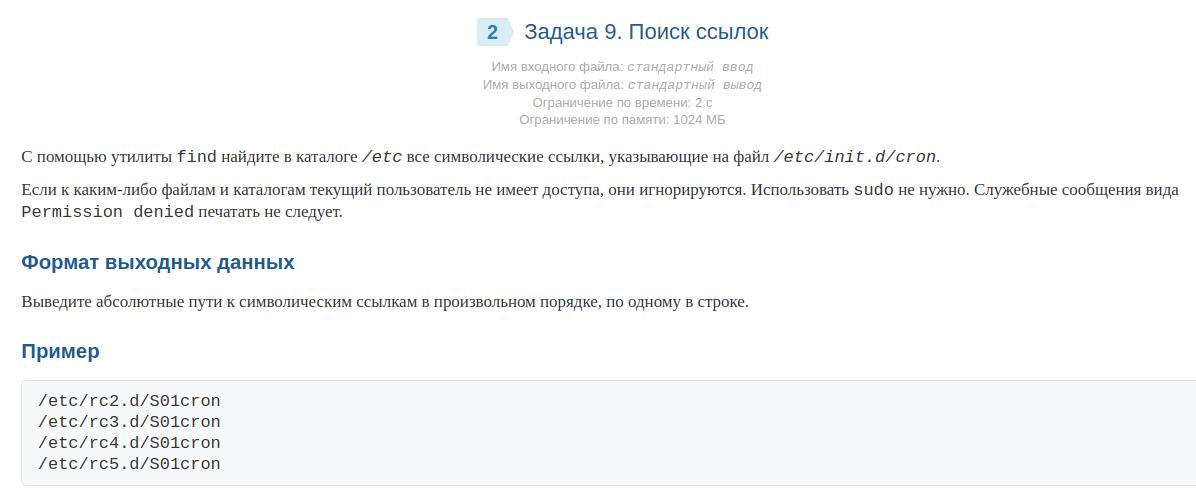 2 Задача 9. Поиск ссылок
Имя входного файла: стандартный ввод
Имя выходного файла: стандартный вывод
Ограничение по времени: 2 с
Ограничение по памяти: 1024 МБ
С помощью утилиты find найдите в каталоге /etc все символические ссылки, указывающие на файл /etc/init.d/cron.
Если к каким-либо файлам и каталогам текущий пользователь не имеет доступа, они игнорируются. Использовать sudo не нужно. Служебные сообщения вида
Permission denied печатать не следует.
Формат выходных данных
Выведите абсолютные пути к символическим ссылкам в произвольном порядке, по одному в строке.
Пример
/etc/rc2.d/S01cron
/etc/rc3.d/S01cron
/etc/rc4.d/S01cron
/etc/rc5.d/S01cron